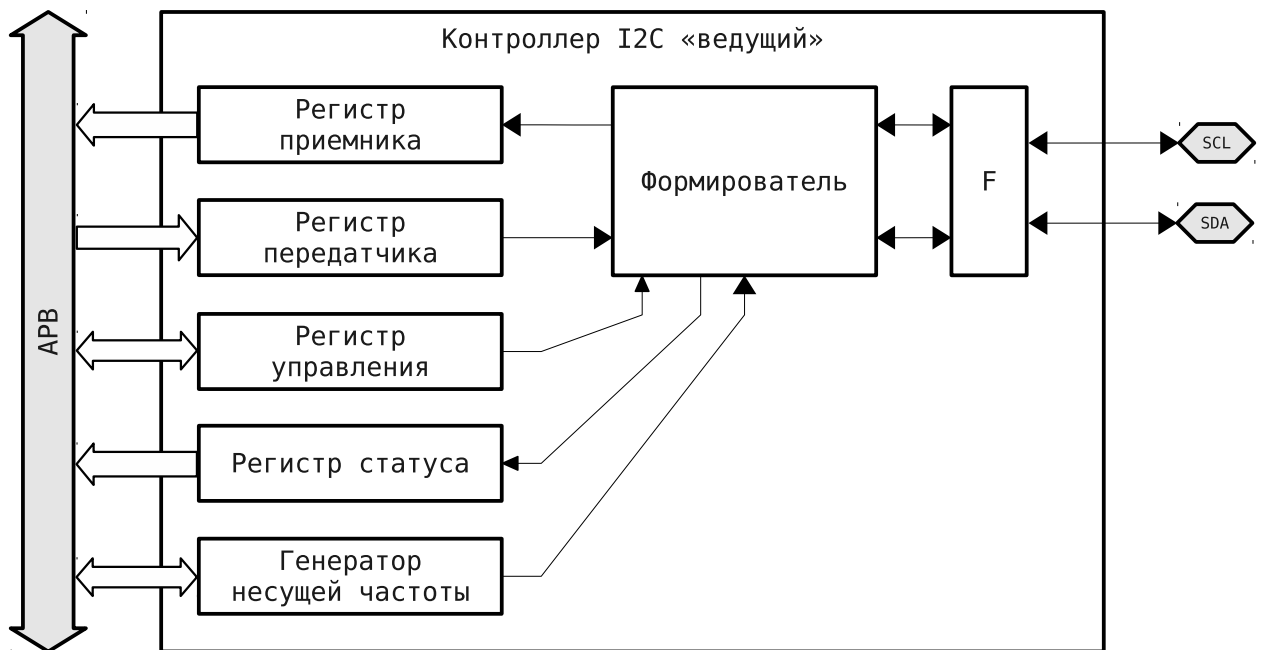 Контроллер I2C «ведущий»
Регистр
приемника
Регистр
передатчика
Регистр
управления
Регистр статуса
Генератор
несущей частоты
Формирователь
F
SCL
SDA
APB